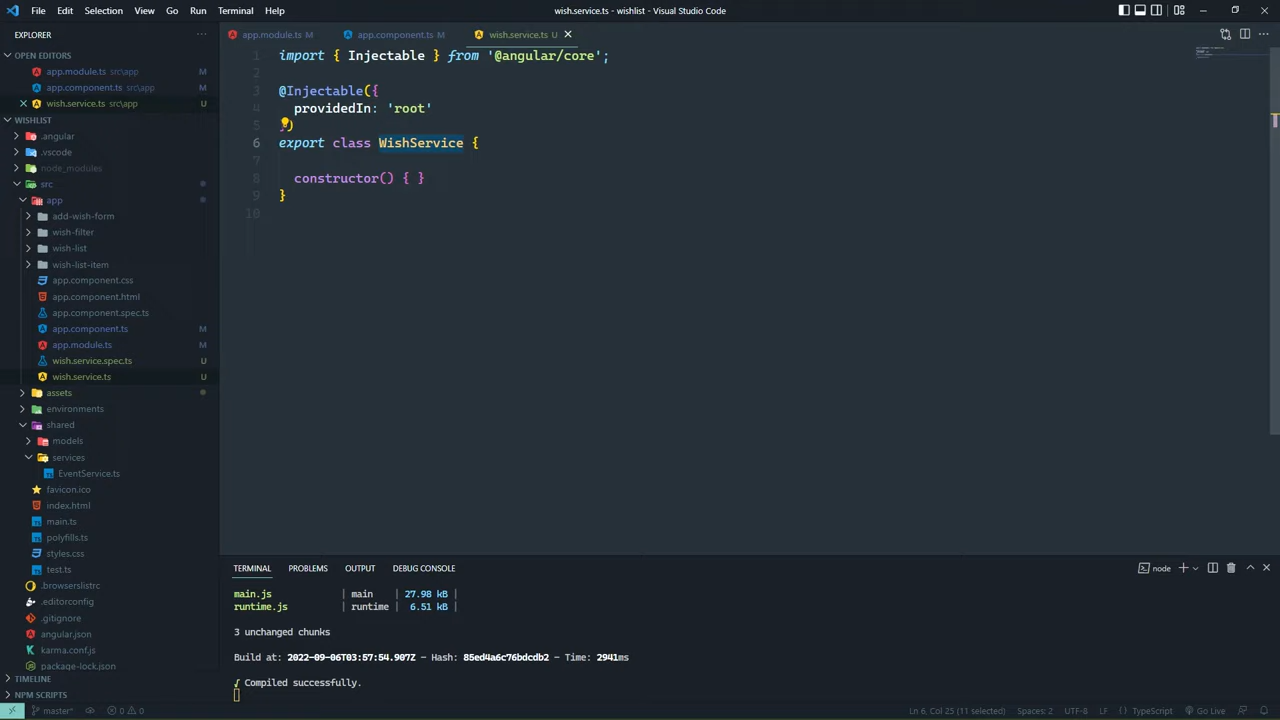 File Edit Selection View Go Run Terminal Help
wish.service.ts - wishlist - Visual Studio Code
EXPLORER
OPEN EDITORS
app.module.ts src\app M
app.component.ts src\app M
wish.service.ts src\app U
WISHLIST
.angular
.vscode
node_modules
src
app
add-wish-form
wish-filter
wish-list
wish-list-item
app.component.css
app.component.html
app.component.spec.ts
app.component.ts M
app.module.ts M
wish.service.spec.ts U
wish.service.ts U
assets
environments
shared
models
services
EventService.ts
favicon.ico
index.html
main.ts
polyfills.ts
styles.css
test.ts
.browserslistrc
.editorconfig
.gitignore
angular.json
karma.conf.js
package-lock.json
TIMELINE
NPM SCRIPTS
app.module.ts M app.component.ts M wish.service.ts U
1 import { Injectable } from '@angular/core';
2
3 @Injectable({
4 providedIn: 'root'
5 })
6 export class WishService {
7
8 constructor() { }
9 }
10
TERMINAL PROBLEMS OUTPUT DEBUG CONSOLE
node
main.js | main | 27.98 kB |
runtime.js | runtime | 6.51 kB |
3 unchanged chunks
Build at: 2022-09-06T03:57:54.907Z - Hash: 85ed4a6c76bdcdb2 - Time: 2941ms
√ Compiled successfully.
master* 0 0 Ln 6, Col 25 (11 selected) Spaces: 2 UTF-8 LF { } TypeScript Go Live